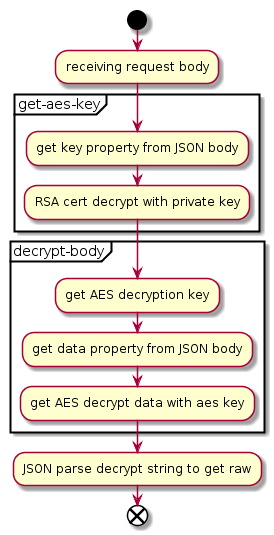 receiving request body
get-aes-key
get key property from JSON body
RSA cert decrypt with private key
decrypt-body
get AES decryption key
get data property from JSON body
get AES decrypt data with aes key
JSON parse decrypt string to get raw